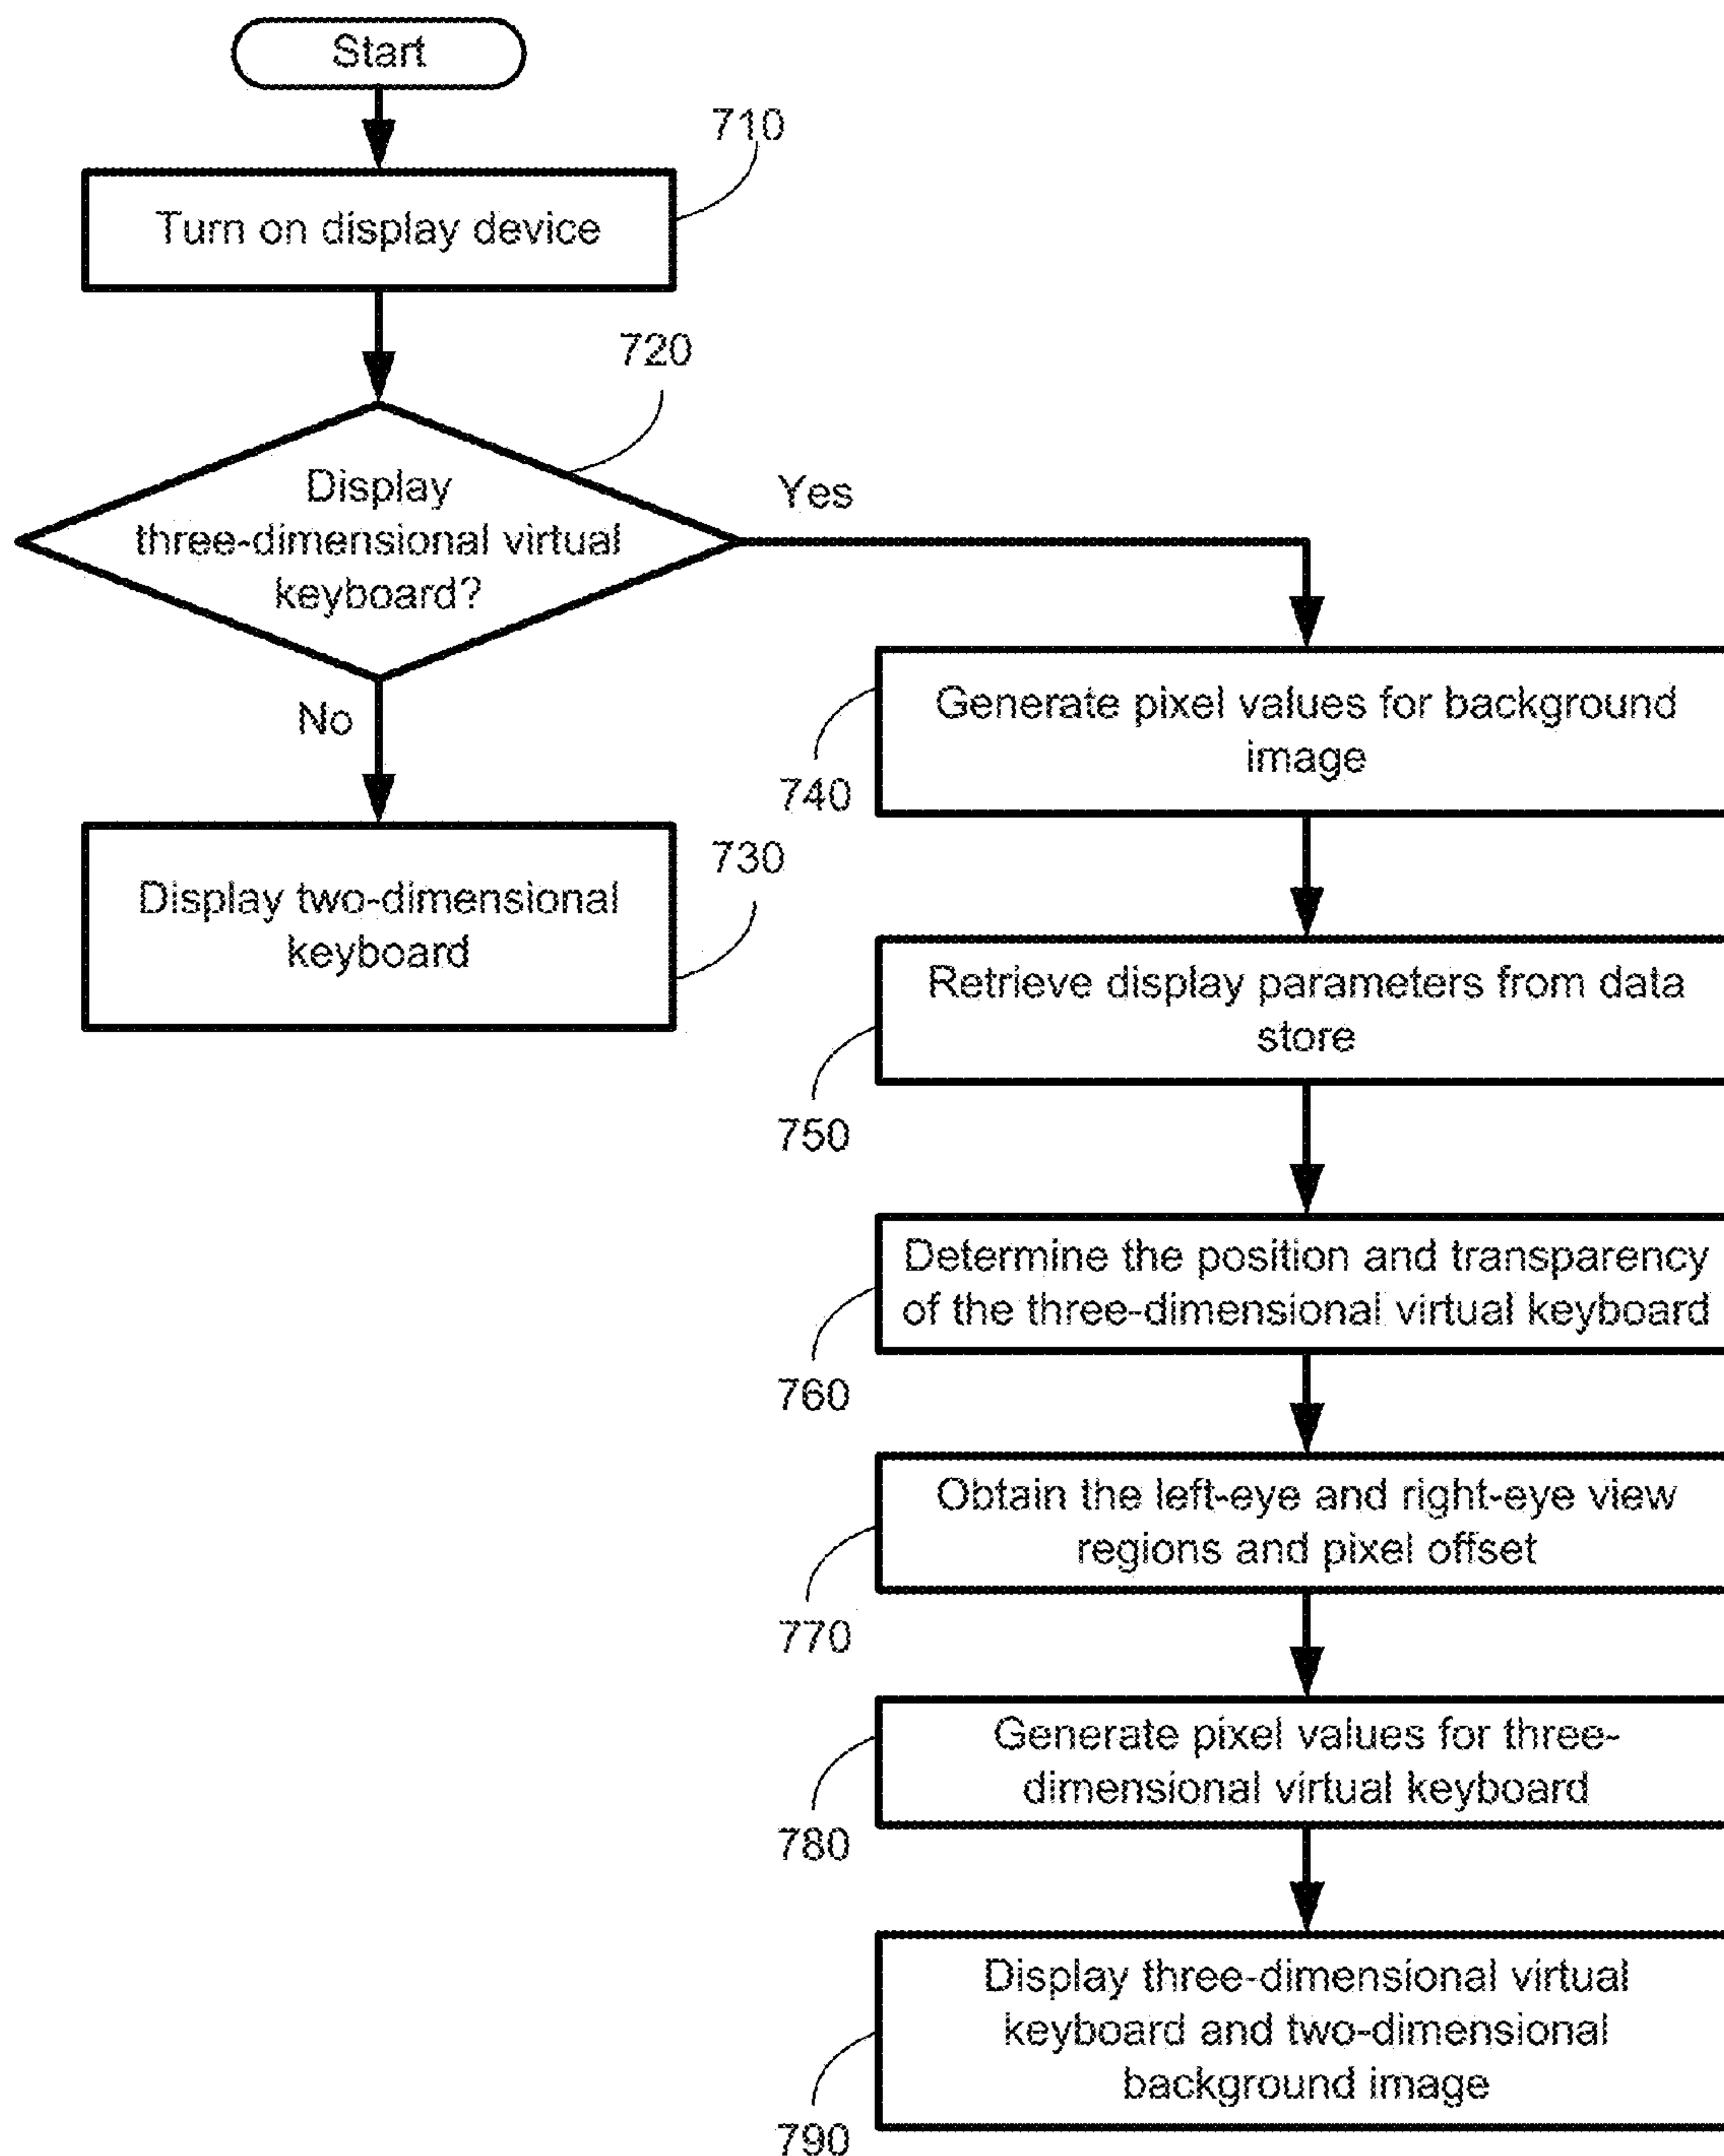 Start
710
Turn on display device
720
Display
three-dimensional virtual
keyboard?
Yes
No
730
Display two-dimensional
keyboard
Generate pixel values for background
image
740
Retrieve display parameters from data
store
750
Determine the position and transparency
of the three-dimensional virtual keyboard
760
Obtain the left-eye and right-eye view
regions and pixel offset
770
Generate pixel values for three-
dimensional virtual keyboard
780
Display three-dimensional virtual
keyboard and two-dimensional
background image
790